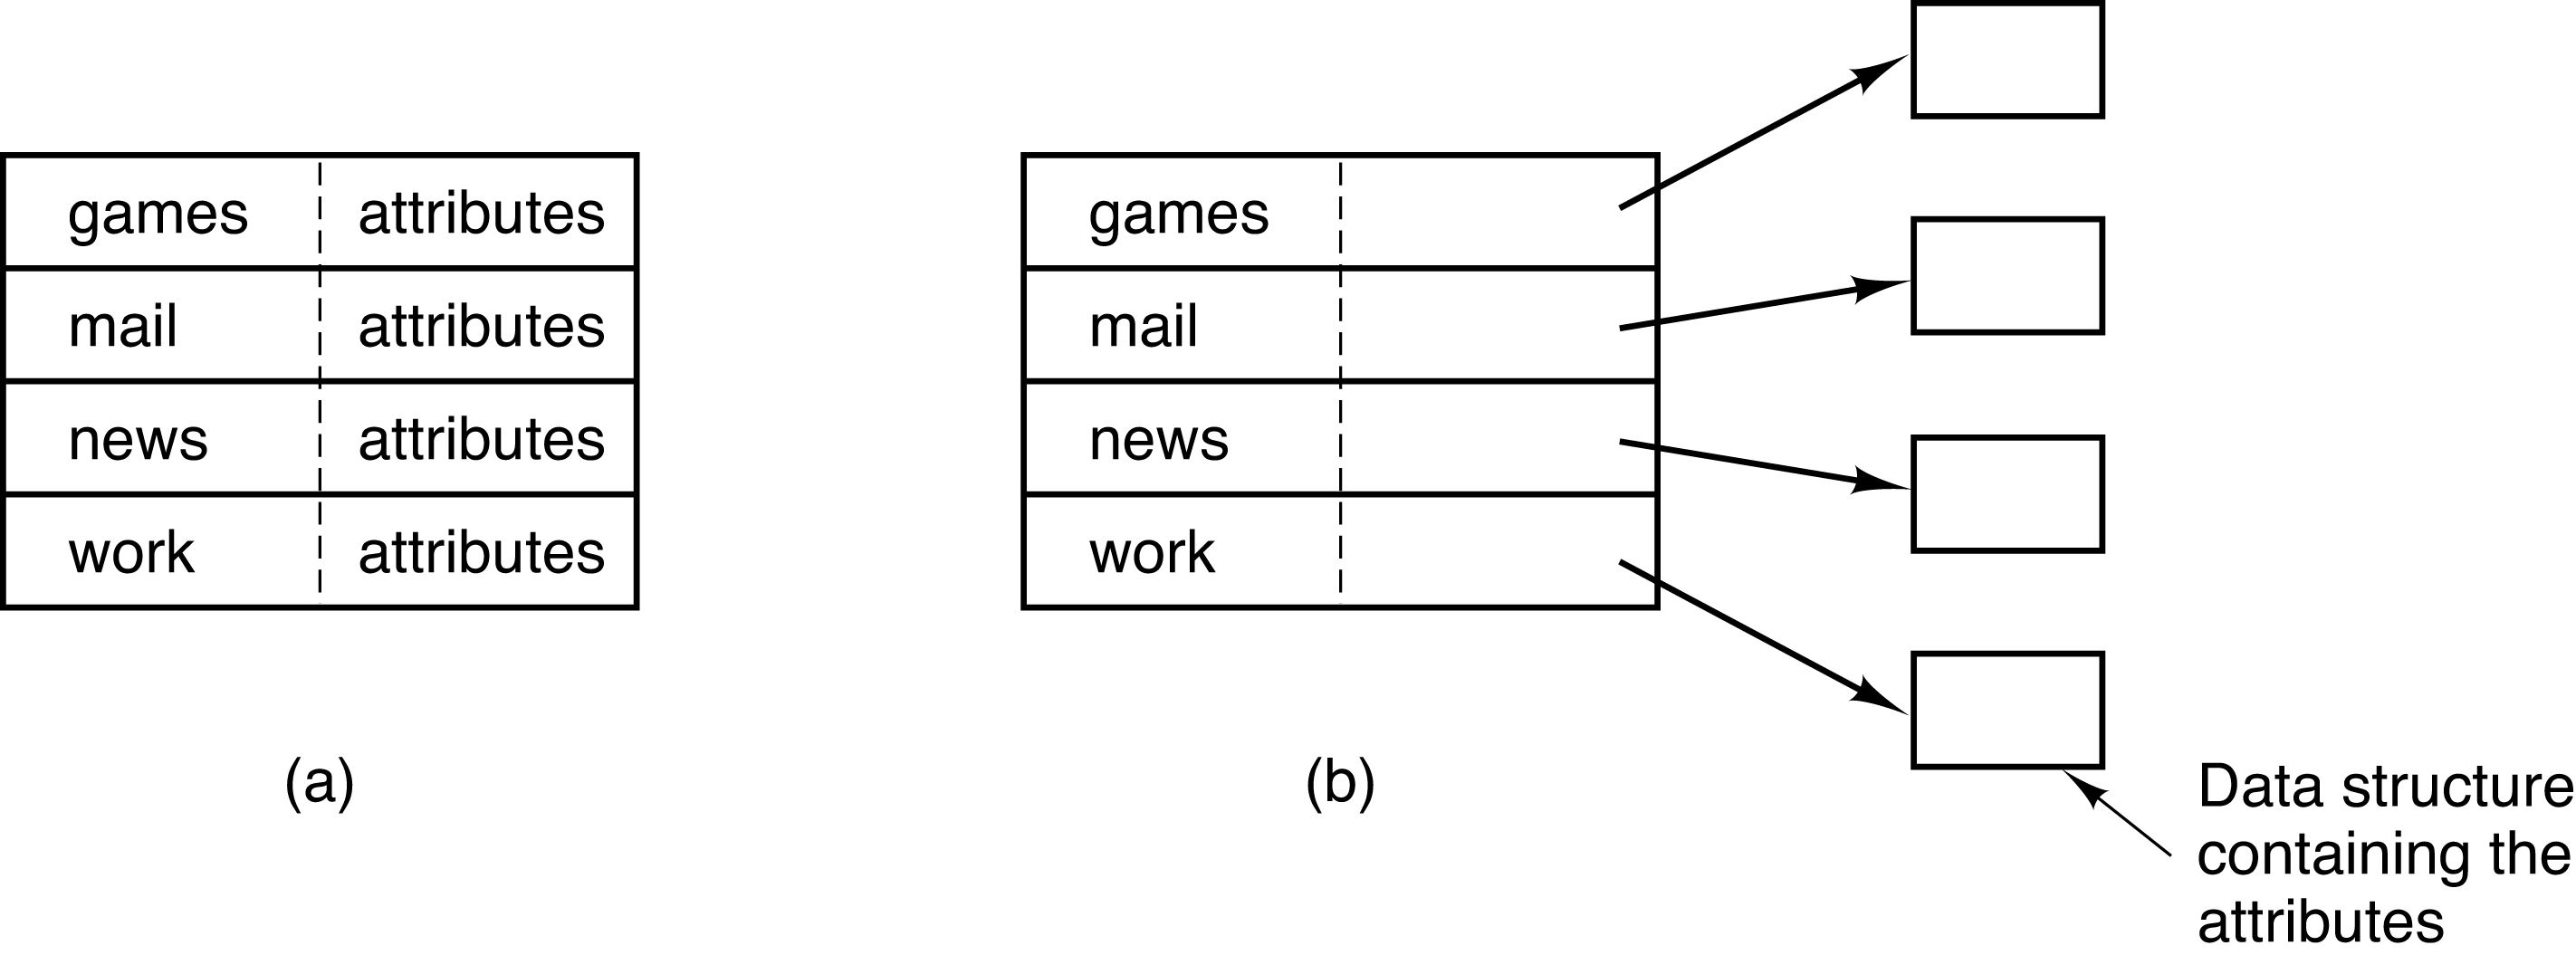 games attributes
mail attributes
news attributes
work attributes
(a)
games
mail
news
work
(b)
Data structure
containing the
attributes